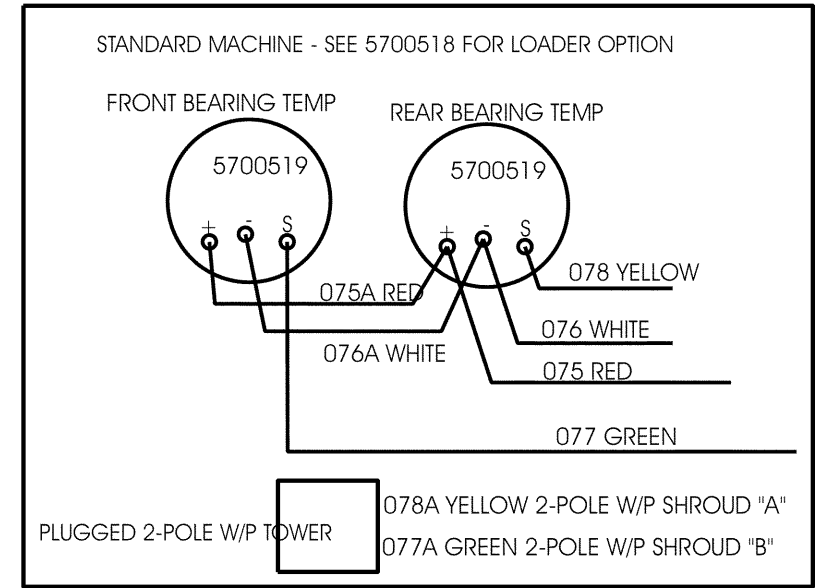 STANDARD MACHINE - SEE 5700518 FOR LOADER OPTION
FRONT BEARING TEMP
REAR BEARING TEMP
5700519
5700519
+ - S
+ - S
078 YELLOW
075A RED
076 WHITE
076A WHITE
075 RED
077 GREEN
078A YELLOW 2-POLE W/P SHROUD "A"
PLUGGED 2-POLE W/P TOWER
077A GREEN 2-POLE W/P SHROUD "B"